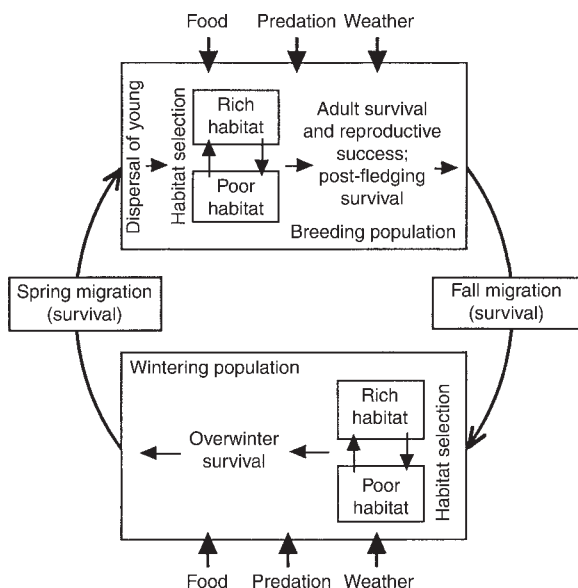 Food Predation Weather
Dispersal of young
Habitat selection
Rich
habitat
Poor
habitat
Adult survival
and reproductive
success;
post-fledging
survival
Breeding population
Spring migration
(survival)
Fall migration
(survival)
Wintering population
Overwinter
survival
Rich
habitat
Poor
habitat
Habitat selection
Food Predation Weather